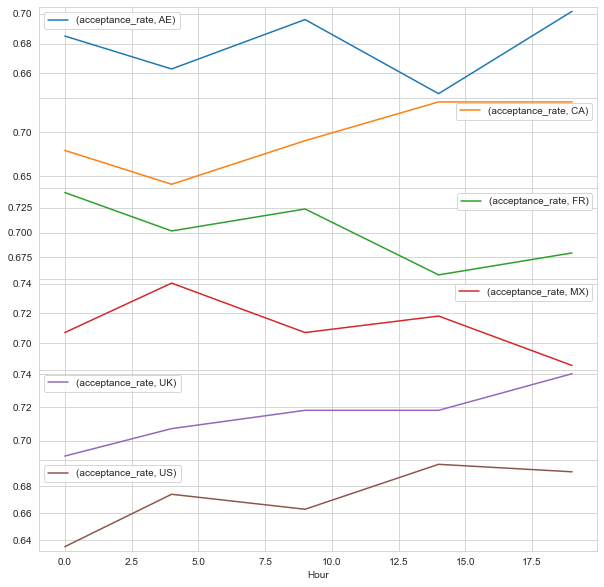 0.70
(acceptance_rate, AE)
0.68
0.66
(acceptance_rate, CA)
0.70
0.65
(acceptance_rate, FR)
0.725
0.700
0.675
0.74
(acceptance_rate, MX)
0.72
0.70
0.74
(acceptance_rate, UK)
0.72
0.70
(acceptance_rate, US)
0.68
0.66
0.64
0.0 2.5 5.0 7.5 10.0 12.5 15.0 17.5
Hour